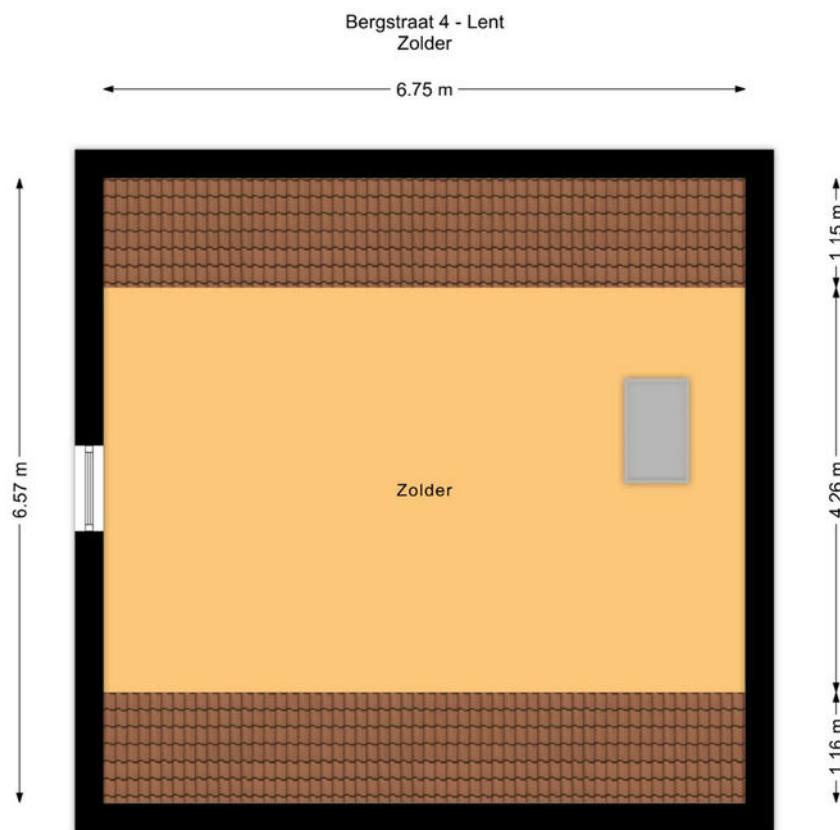 Bergstraat 4 - Lent
Zolder
6.75 m
1.15 m
6.57 m
4.26 m
Zolder
1.16 m